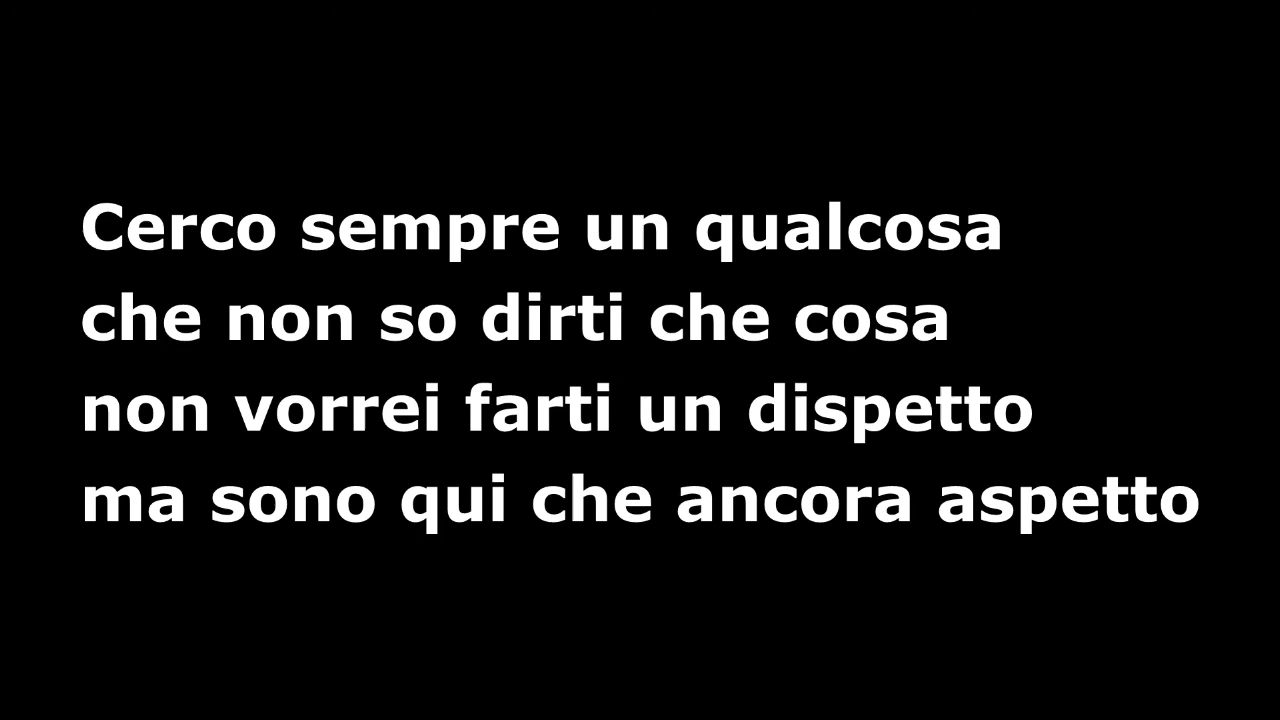 Cerco sempre un qualcosa
che non so dirti che cosa
non vorrei farti un dispetto
ma sono qui che ancora aspetto